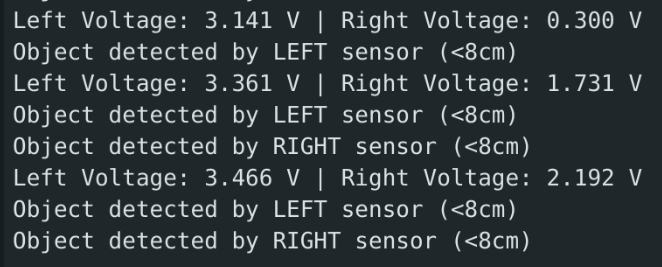 Left Voltage: 3.141 V | Right Voltage: 0.300 V
Object detected by LEFT sensor (<8cm)
Left Voltage: 3.361 V | Right Voltage: 1.731 V
Object detected by LEFT sensor (<8cm)
Object detected by RIGHT sensor (<8cm)
Left Voltage: 3.466 V | Right Voltage: 2.192 V
Object detected by LEFT sensor (<8cm)
Object detected by RIGHT sensor (<8cm)